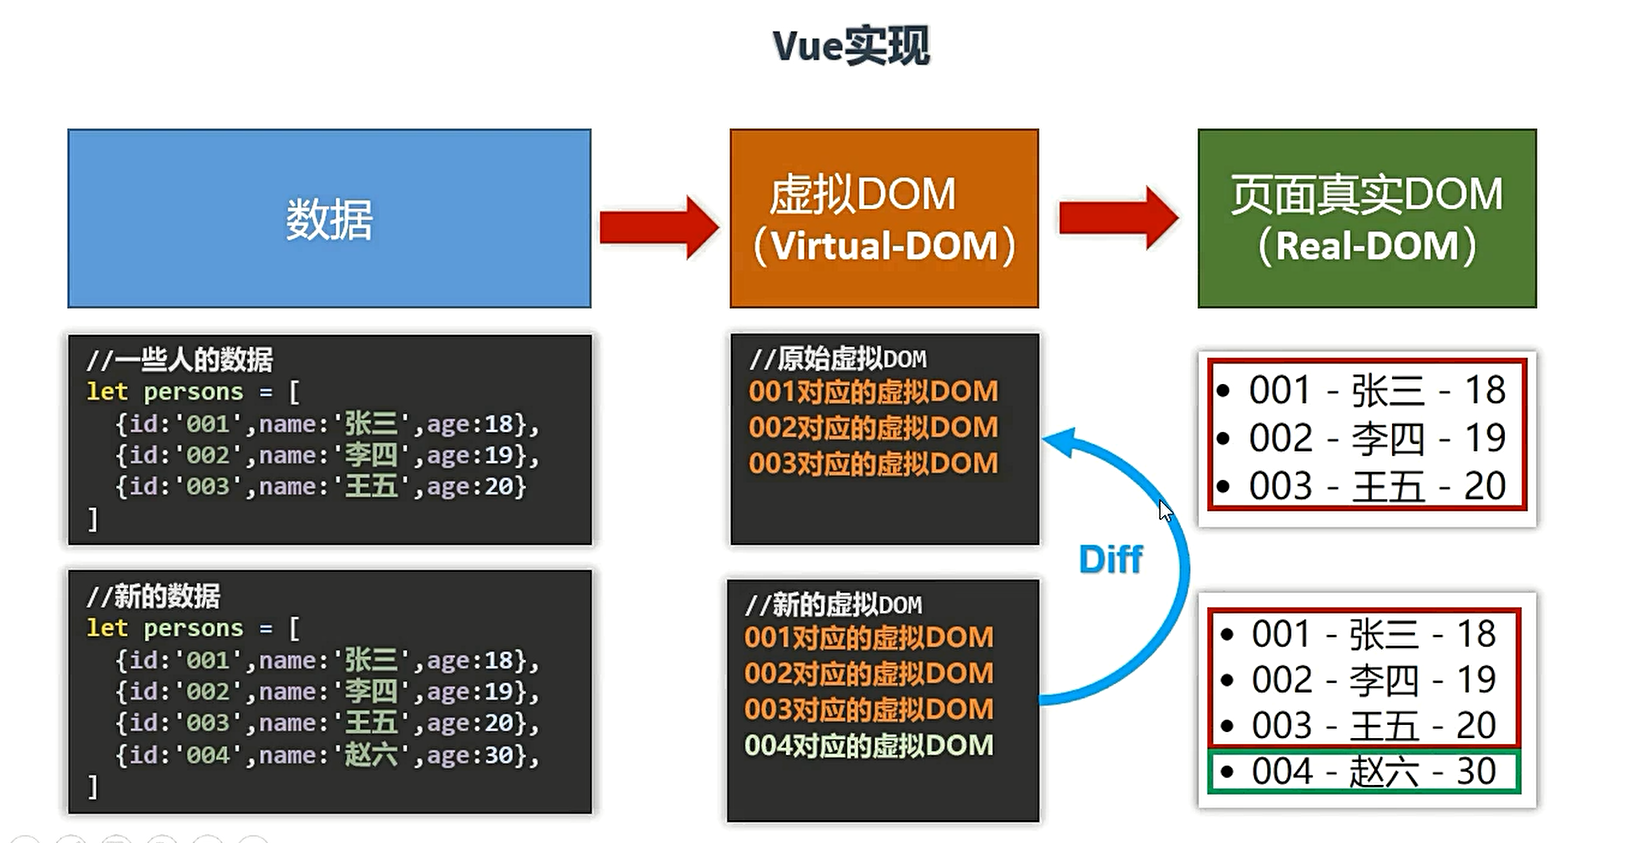 Vue实现
数据
虚拟DOM
（Virtual-DOM）
页面真实DOM
（Real-DOM）
//一些人的数据
let persons = [
{id:'001',name:'张三',age:18},
{id:'002',name:'李四',age:19},
{id:'003',name:'王五',age:20}
]
//原始虚拟DOM
001对应的虚拟DOM
002对应的虚拟DOM
003对应的虚拟DOM
• 001 - 张三 - 18
• 002 - 李四 - 19
• 003 - 王五 - 20
Diff
//新的数据
let persons = [
{id:'001',name:'张三',age:18},
{id:'002',name:'李四',age:19},
{id:'003',name:'王五',age:20},
{id:'004',name:'赵六',age:30},
]
//新的虚拟DOM
001对应的虚拟DOM
002对应的虚拟DOM
003对应的虚拟DOM
004对应的虚拟DOM
• 001 - 张三 - 18
• 002 - 李四 - 19
• 003 - 王五 - 20
• 004 - 赵六 - 30